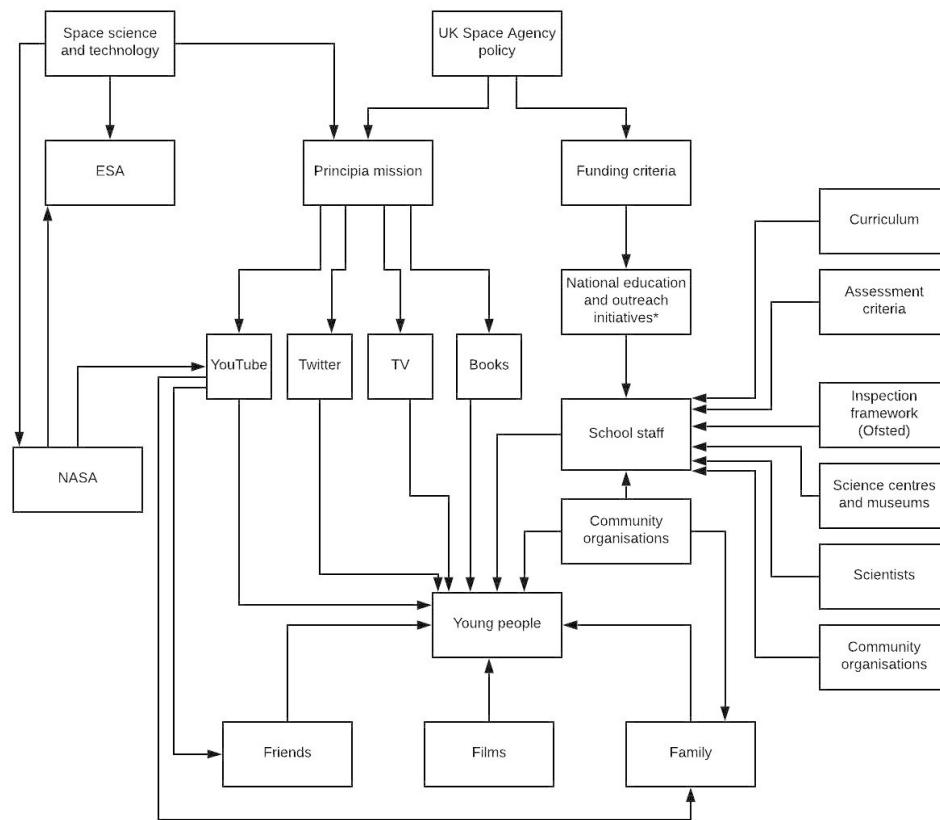 Space science
and technology
UK Space Agency
policy
ESA
Principia mission
Funding criteria
Curriculum
National education
and outreach
initiatives*
Assessment
criteria
YouTube
Twitter
TV
Books
Inspection
framework
(Ofsted)
School staff
NASA
Science centres
and museums
Community
organisations
Scientists
Young people
Community
organisations
Friends
Films
Family